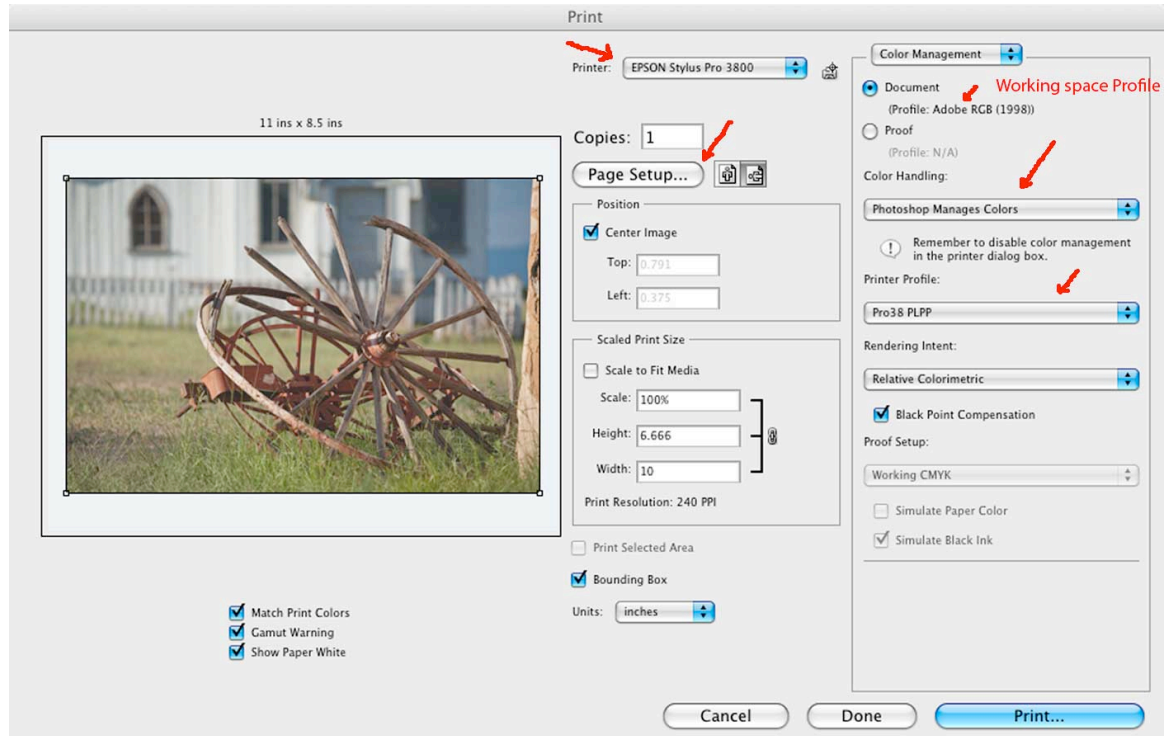 Print
Printer: EPSON Stylus Pro 3800
11 ins x 8.5 ins
Copies: 1
Page Setup...
Position
Center Image
Top: 0.791
Left: 0.375
Scaled Print Size
Scale to Fit Media
Scale: 100%
Height: 6.666
Width: 10
Print Resolution: 240 PPI
Print Selected Area
Bounding Box
Units: inches
Match Print Colors
Gamut Warning
Show Paper White
Color Management
Document
Working space Profile
(Profile: Adobe RGB (1998))
Proof
(Profile: N/A)
Color Handling:
Photoshop Manages Colors
Remember to disable color management
in the printer dialog box.
Printer Profile:
Pro38 PLPP
Rendering Intent:
Relative Colorimetric
Black Point Compensation
Proof Setup:
Working CMYK
Simulate Paper Color
Simulate Black Ink
Cancel
Done
Print...